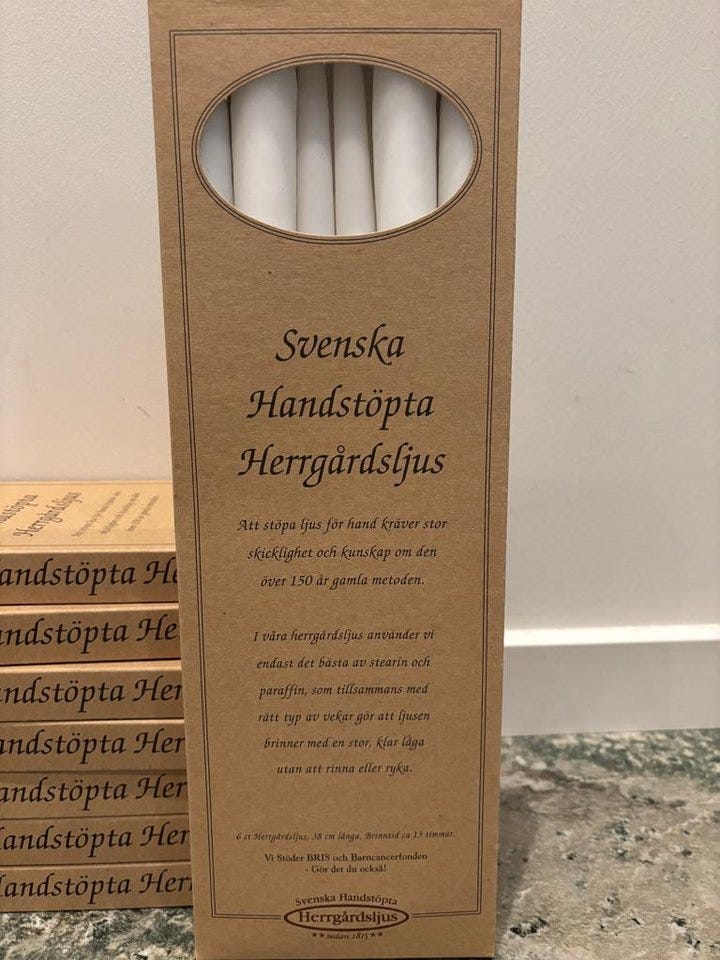 Svenska
Handstöpta
Herrgårdsljus
Att stöpa ljus för hand kräver stor
skicklighet och kunskap om den
över 150 år gamla metoden.
I våra herrgårdsljus använder vi
endast det bästa av stearin och
paraffin, som tillsammans med
rätt typ av vekar gör att ljusen
brinner med en stor, klar låga
utan att rinna eller ryka.
6 st Herrgårdsljus, 38 cm långa. Brinntid ca 13 timmar.
Vi Stöder BRIS och Barncancerfonden
- Gör det du också!
Svenska Handstöpta
Herrgårdsljus
★★ sedan 1815 ★★
Herrgårdsljus
andstöpta He
andstöpta He
andstöpta Her
andstöpta Her
andstöpta Her
andstöpta Her
andstöpta Her